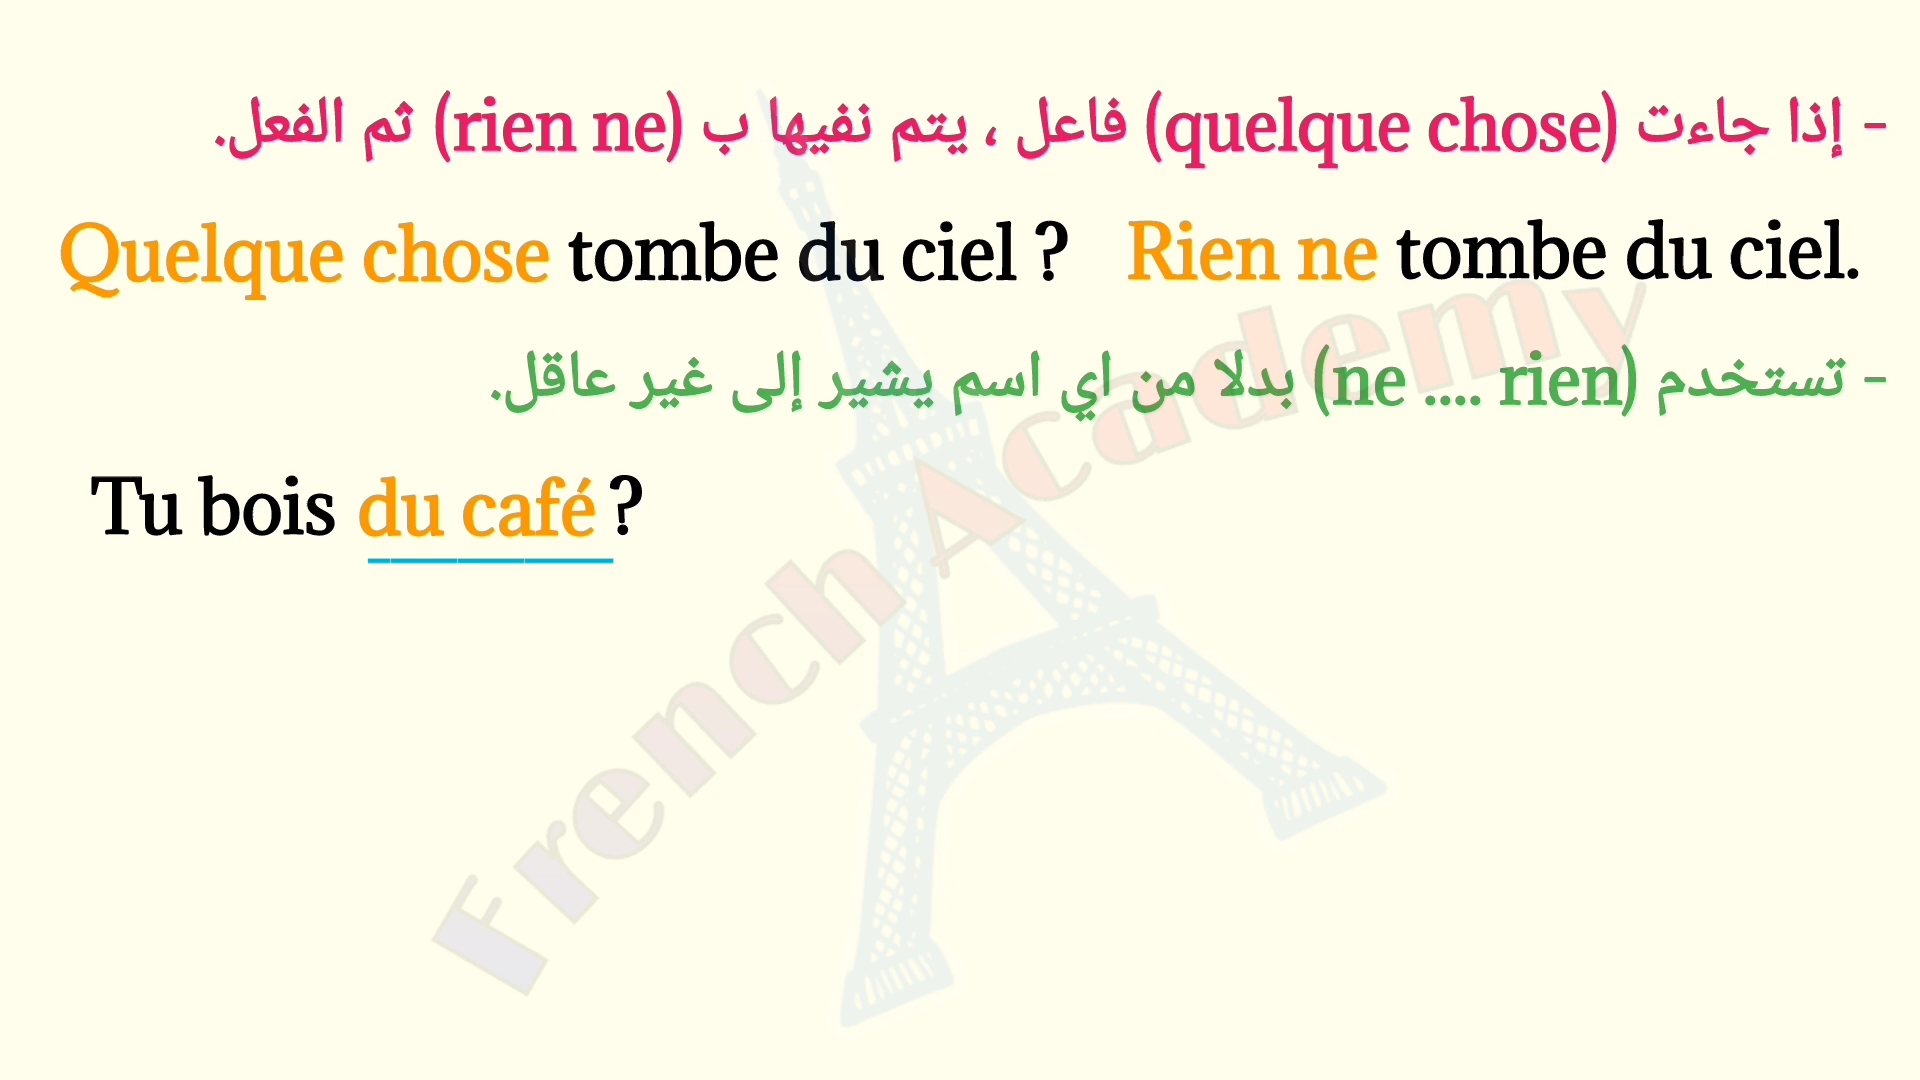 - إذا جاءت (quelque chose) فاعل ، يتم نفيها ب (rien ne) ثم الفعل.
Quelque chose tombe du ciel ? Rien ne tombe du ciel.
- تستخدم (ne .... rien) بدلا من اي اسم يشير إلى غير عاقل.
Tu bois du café ?
French Academy